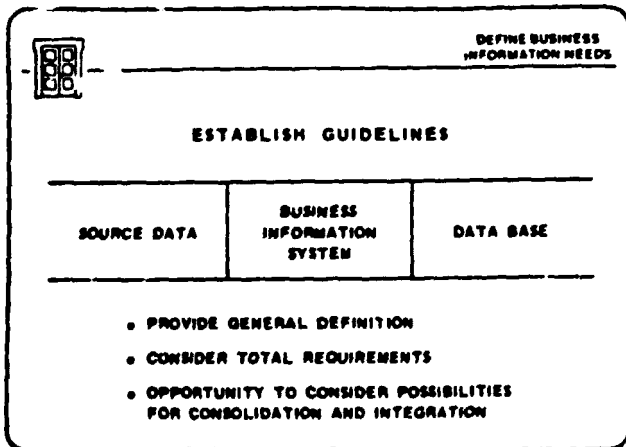 DEFINE BUSINESS
INFORMATION NEEDS
ESTABLISH GUIDELINES
SOURCE DATA
BUSINESS
INFORMATION
SYSTEM
DATA BASE
• PROVIDE GENERAL DEFINITION
• CONSIDER TOTAL REQUIREMENTS
• OPPORTUNITY TO CONSIDER POSSIBILITIES
FOR CONSOLIDATION AND INTEGRATION